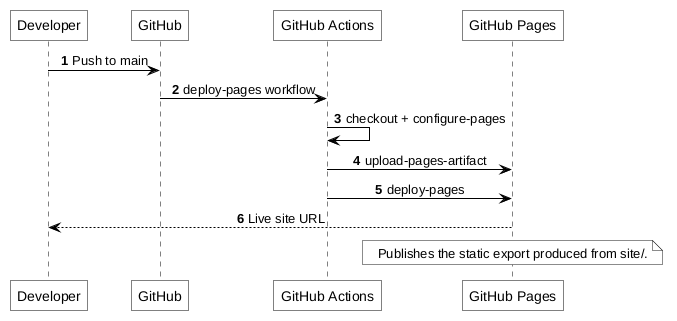 Developer
GitHub
GitHub Actions
GitHub Pages
1 Push to main
2 deploy-pages workflow
3 checkout + configure-pages
4 upload-pages-artifact
5 deploy-pages
6 Live site URL
Publishes the static export produced from site/.
Developer
GitHub
GitHub Actions
GitHub Pages